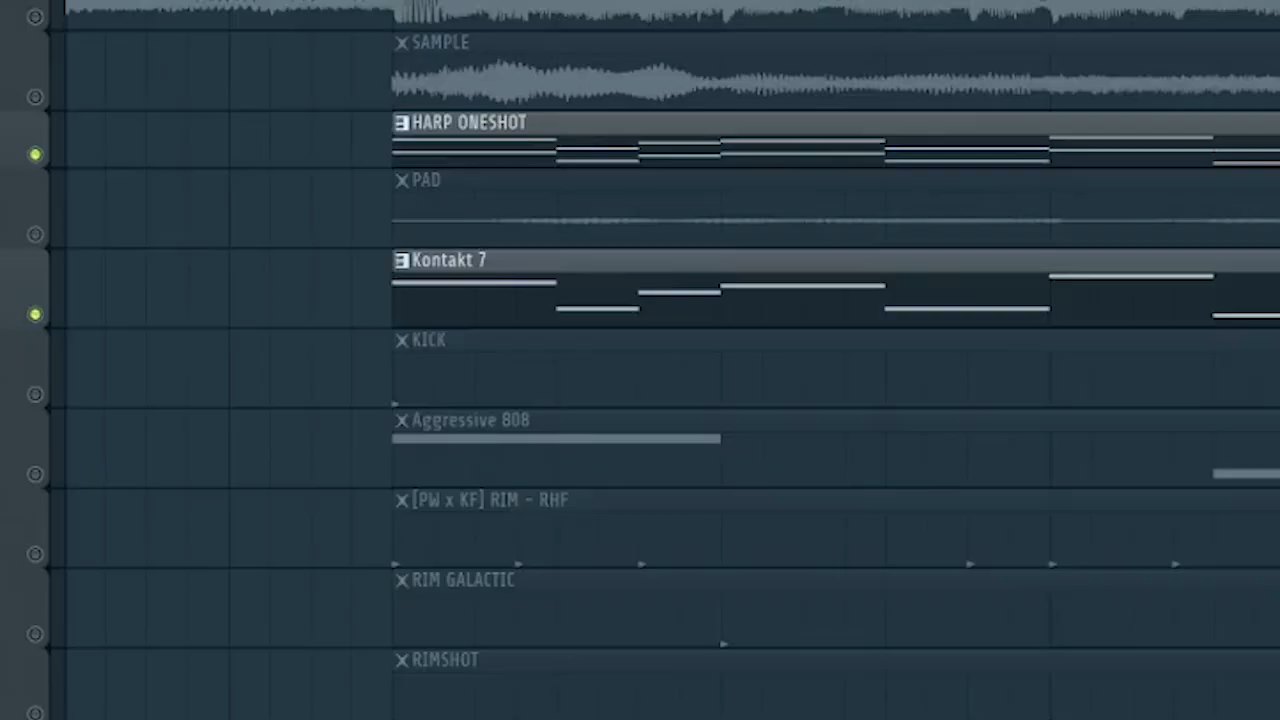 SAMPLE
HARP ONESHOT
PAD
Kontakt 7
KICK
Aggressive 808
[PW x KF] RIM - RHF
RIM GALACTIC
RIMSHOT